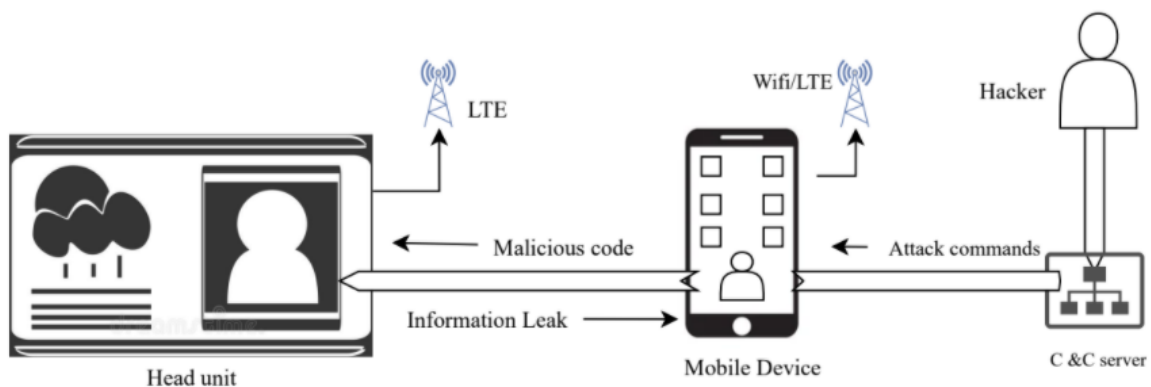 LTE
Wifi/LTE
Hacker
Malicious code
Attack commands
Information Leak
Head unit
Mobile Device
C &C server